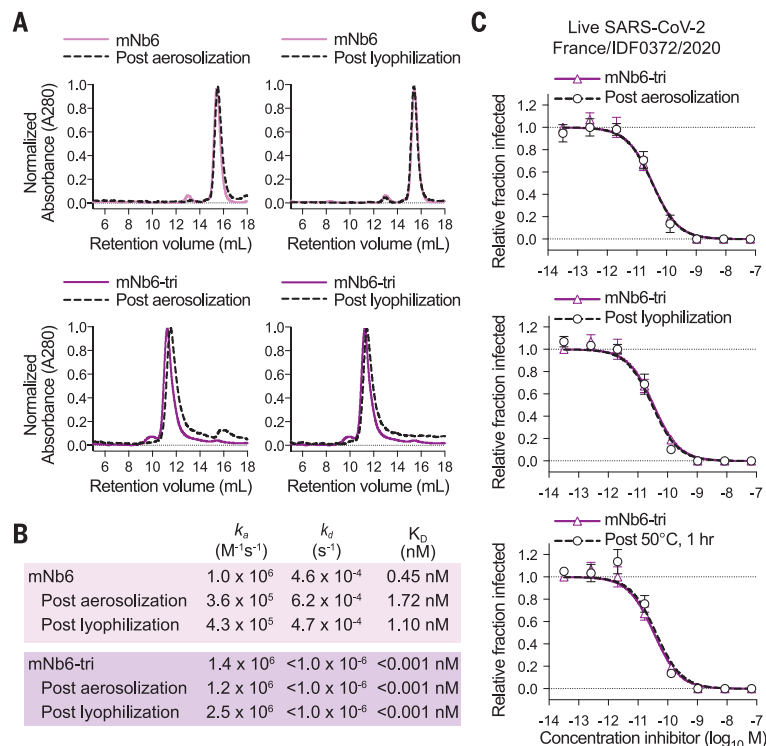 A
mNb6
Post aerosolization
mNb6
Post lyophilization
Normalized
Absorbance (A280)
1.0
0.8
0.6
0.4
0.2
0.0
6 8 10 12 14 16 18
Retention volume (mL)
1.0
0.8
0.6
0.4
0.2
0.0
6 8 10 12 14 16 18
Retention volume (mL)
mNb6-tri
Post aerosolization
mNb6-tri
Post lyophilization
Normalized
Absorbance (A280)
1.0
0.8
0.6
0.4
0.2
0.0
6 8 10 12 14 16 18
Retention volume (mL)
1.0
0.8
0.6
0.4
0.2
0.0
6 8 10 12 14 16 18
Retention volume (mL)
B
kₐ k_d K_D
(M⁻¹s⁻¹) (s⁻¹) (nM)
mNb6 1.0 x 10⁶ 4.6 x 10⁻⁴ 0.45 nM
Post aerosolization 3.6 x 10⁵ 6.2 x 10⁻⁴ 1.72 nM
Post lyophilization 4.3 x 10⁵ 4.7 x 10⁻⁴ 1.10 nM
mNb6-tri 1.4 x 10⁶ <1.0 x 10⁻⁶ <0.001 nM
Post aerosolization 1.2 x 10⁶ <1.0 x 10⁻⁶ <0.001 nM
Post lyophilization 2.5 x 10⁶ <1.0 x 10⁻⁶ <0.001 nM
C
Live SARS-CoV-2
France/IDF0372/2020
mNb6-tri
Post aerosolization
Relative fraction infected
1.2
1.0
0.8
0.6
0.4
0.2
0.0
-14 -13 -12 -11 -10 -9 -8 -7
mNb6-tri
Post lyophilization
Relative fraction infected
1.2
1.0
0.8
0.6
0.4
0.2
0.0
-14 -13 -12 -11 -10 -9 -8 -7
mNb6-tri
Post 50°C, 1 hr
Relative fraction infected
1.2
1.0
0.8
0.6
0.4
0.2
0.0
-14 -13 -12 -11 -10 -9 -8 -7
Concentration inhibitor (log₁₀ M)